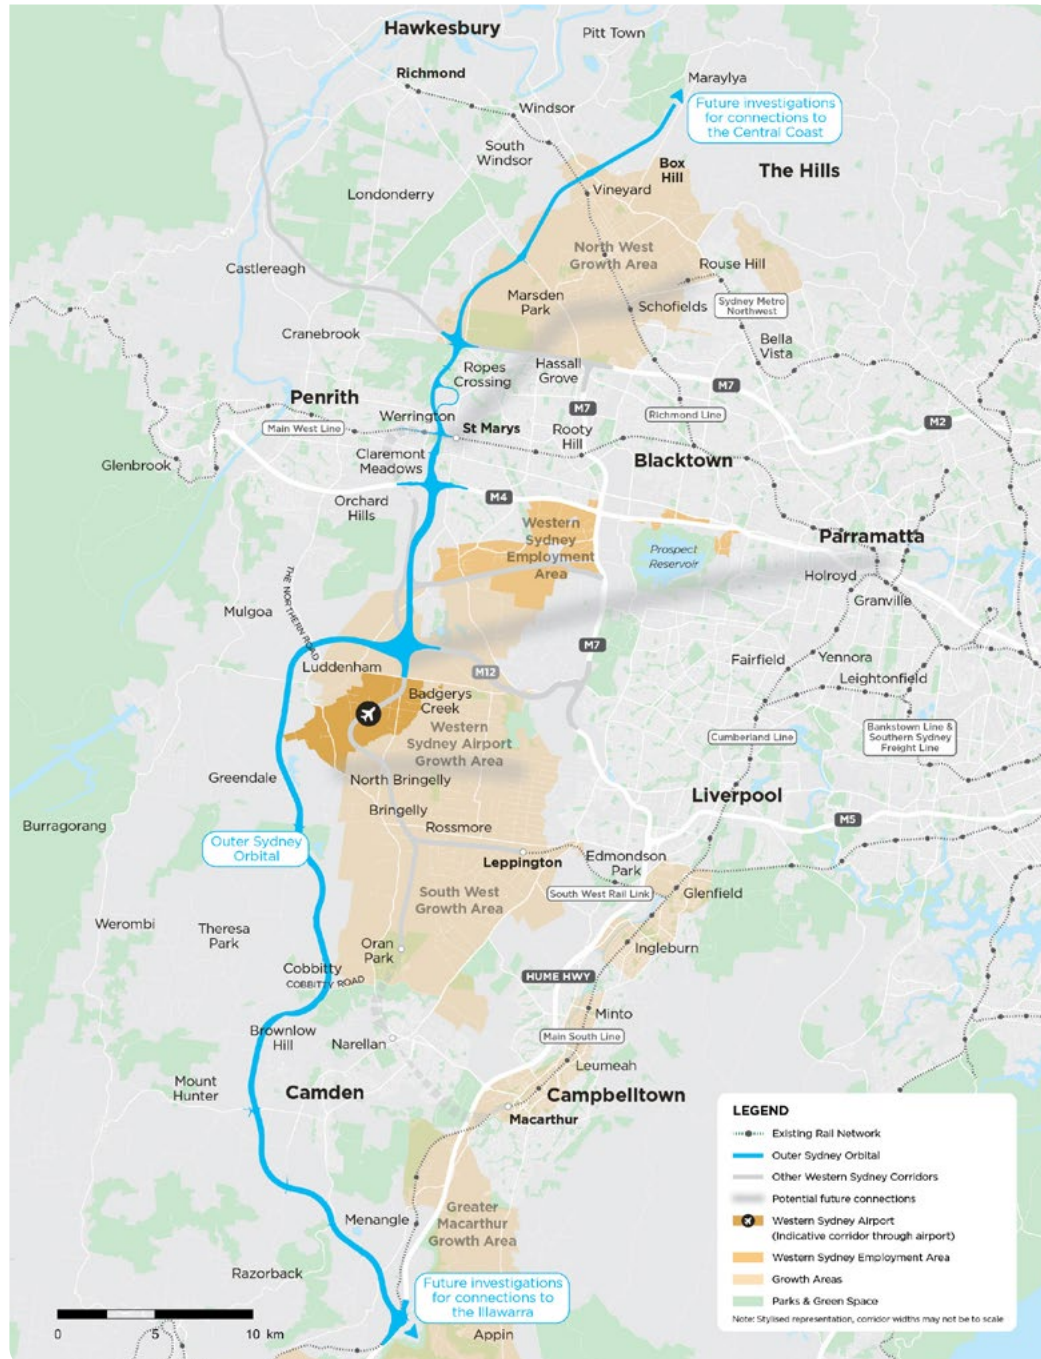 Hawkesbury
Pitt Town
Richmond
Maraylya
Future investigations
for connections to
the Central Coast
Windsor
South
Windsor
Box
Hill
The Hills
Vineyard
Londonderry
North West
Growth Area
Castlereagh
Rouse Hill
Marsden
Park
Schofields
Sydney Metro
Northwest
Cranebrook
Bella
Vista
Ropes
Crossing
Hassall
Grove
M7
Penrith
M7
Richmond Line
M2
Werrington
Main West Line
St Marys
Rooty
Hill
Claremont
Meadows
Blacktown
Glenbrook
Orchard
Hills
M4
Western
Sydney
Employment
Area
Parramatta
Prospect
Reservoir
Holroyd
Granville
THE NORTHERN ROAD
Mulgoa
M7
Fairfield
Yennora
Luddenham
M12
Leightonfield
Badgerys
Creek
Western
Sydney Airport
Growth Area
Cumberland Line
Bankstown Line &
Southern Sydney
Freight Line
Greendale
North Bringelly
Liverpool
Bringelly
M5
Burragorang
Rossmore
Outer Sydney
Orbital
Leppington
Edmondson
Park
South West
Growth Area
South West Rail Link
Glenfield
Werombi
Theresa
Park
Oran
Park
Ingleburn
Cobbitty
COBBITTY ROAD
HUME HWY
Minto
Brownlow
Hill
Narellan
Main South Line
Leumeah
Mount
Hunter
Camden
Campbelltown
Macarthur
LEGEND
Existing Rail Network
Outer Sydney Orbital
Other Western Sydney Corridors
Potential future connections
Western Sydney Airport
(Indicative corridor through airport)
Western Sydney Employment Area
Growth Areas
Parks & Green Space
Note: Stylised representation, corridor widths may not be to scale
Menangle
Greater
Macarthur
Growth Area
Razorback
Future investigations
for connections to
the Illawarra
Appin
0 5 10 km